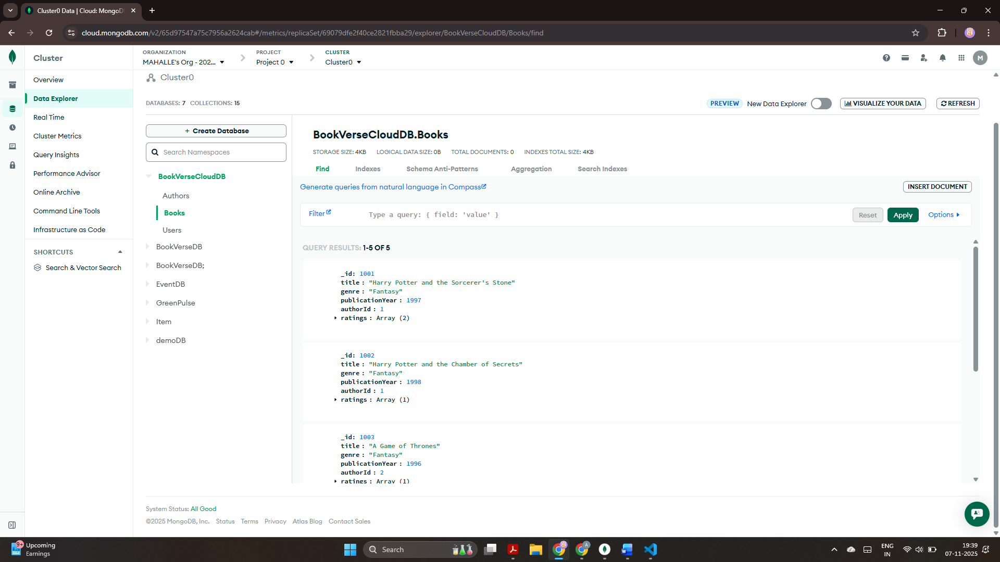 Cluster0 Data | Cloud: MongoD
cloud.mongodb.com/v2/65d97547a75c7956a2624cab#/metrics/replicaSet/69079dfe2f40ce2821fbba29/explorer/BookVerseCloudDB/Books/find
Cluster
ORGANIZATION
MAHALLE's Org - 202...
PROJECT
Project 0
CLUSTER
Cluster0
M
Overview
Data Explorer
Real Time
Cluster Metrics
Query Insights
Performance Advisor
Online Archive
Command Line Tools
Infrastructure as Code
SHORTCUTS
Search & Vector Search
Cluster0
DATABASES: 7 COLLECTIONS: 15
PREVIEW New Data Explorer VISUALIZE YOUR DATA REFRESH
+ Create Database
Search Namespaces
BookVerseCloudDB
Authors
Books
Users
BookVerseDB
BookVerseDB;
EventDB
GreenPulse
Item
demoDB
BookVerseCloudDB.Books
STORAGE SIZE: 4KB LOGICAL DATA SIZE: 0B TOTAL DOCUMENTS: 0 INDEXES TOTAL SIZE: 4KB
Find Indexes Schema Anti-Patterns Aggregation Search Indexes
Generate queries from natural language in Compass
INSERT DOCUMENT
Filter Type a query: { field: 'value' } Reset Apply Options
QUERY RESULTS: 1-5 OF 5
_id: 1001
title: "Harry Potter and the Sorcerer's Stone"
genre: "Fantasy"
publicationYear: 1997
authorId: 1
ratings: Array (2)
_id: 1002
title: "Harry Potter and the Chamber of Secrets"
genre: "Fantasy"
publicationYear: 1998
authorId: 1
ratings: Array (1)
_id: 1003
title: "A Game of Thrones"
genre: "Fantasy"
publicationYear: 1996
authorId: 2
ratings: Array (1)
System Status: All Good
©2025 MongoDB, Inc. Status Terms Privacy Atlas Blog Contact Sales
9+
Upcoming
Earnings
Search
A
ENG
IN
19:39
07-11-2025